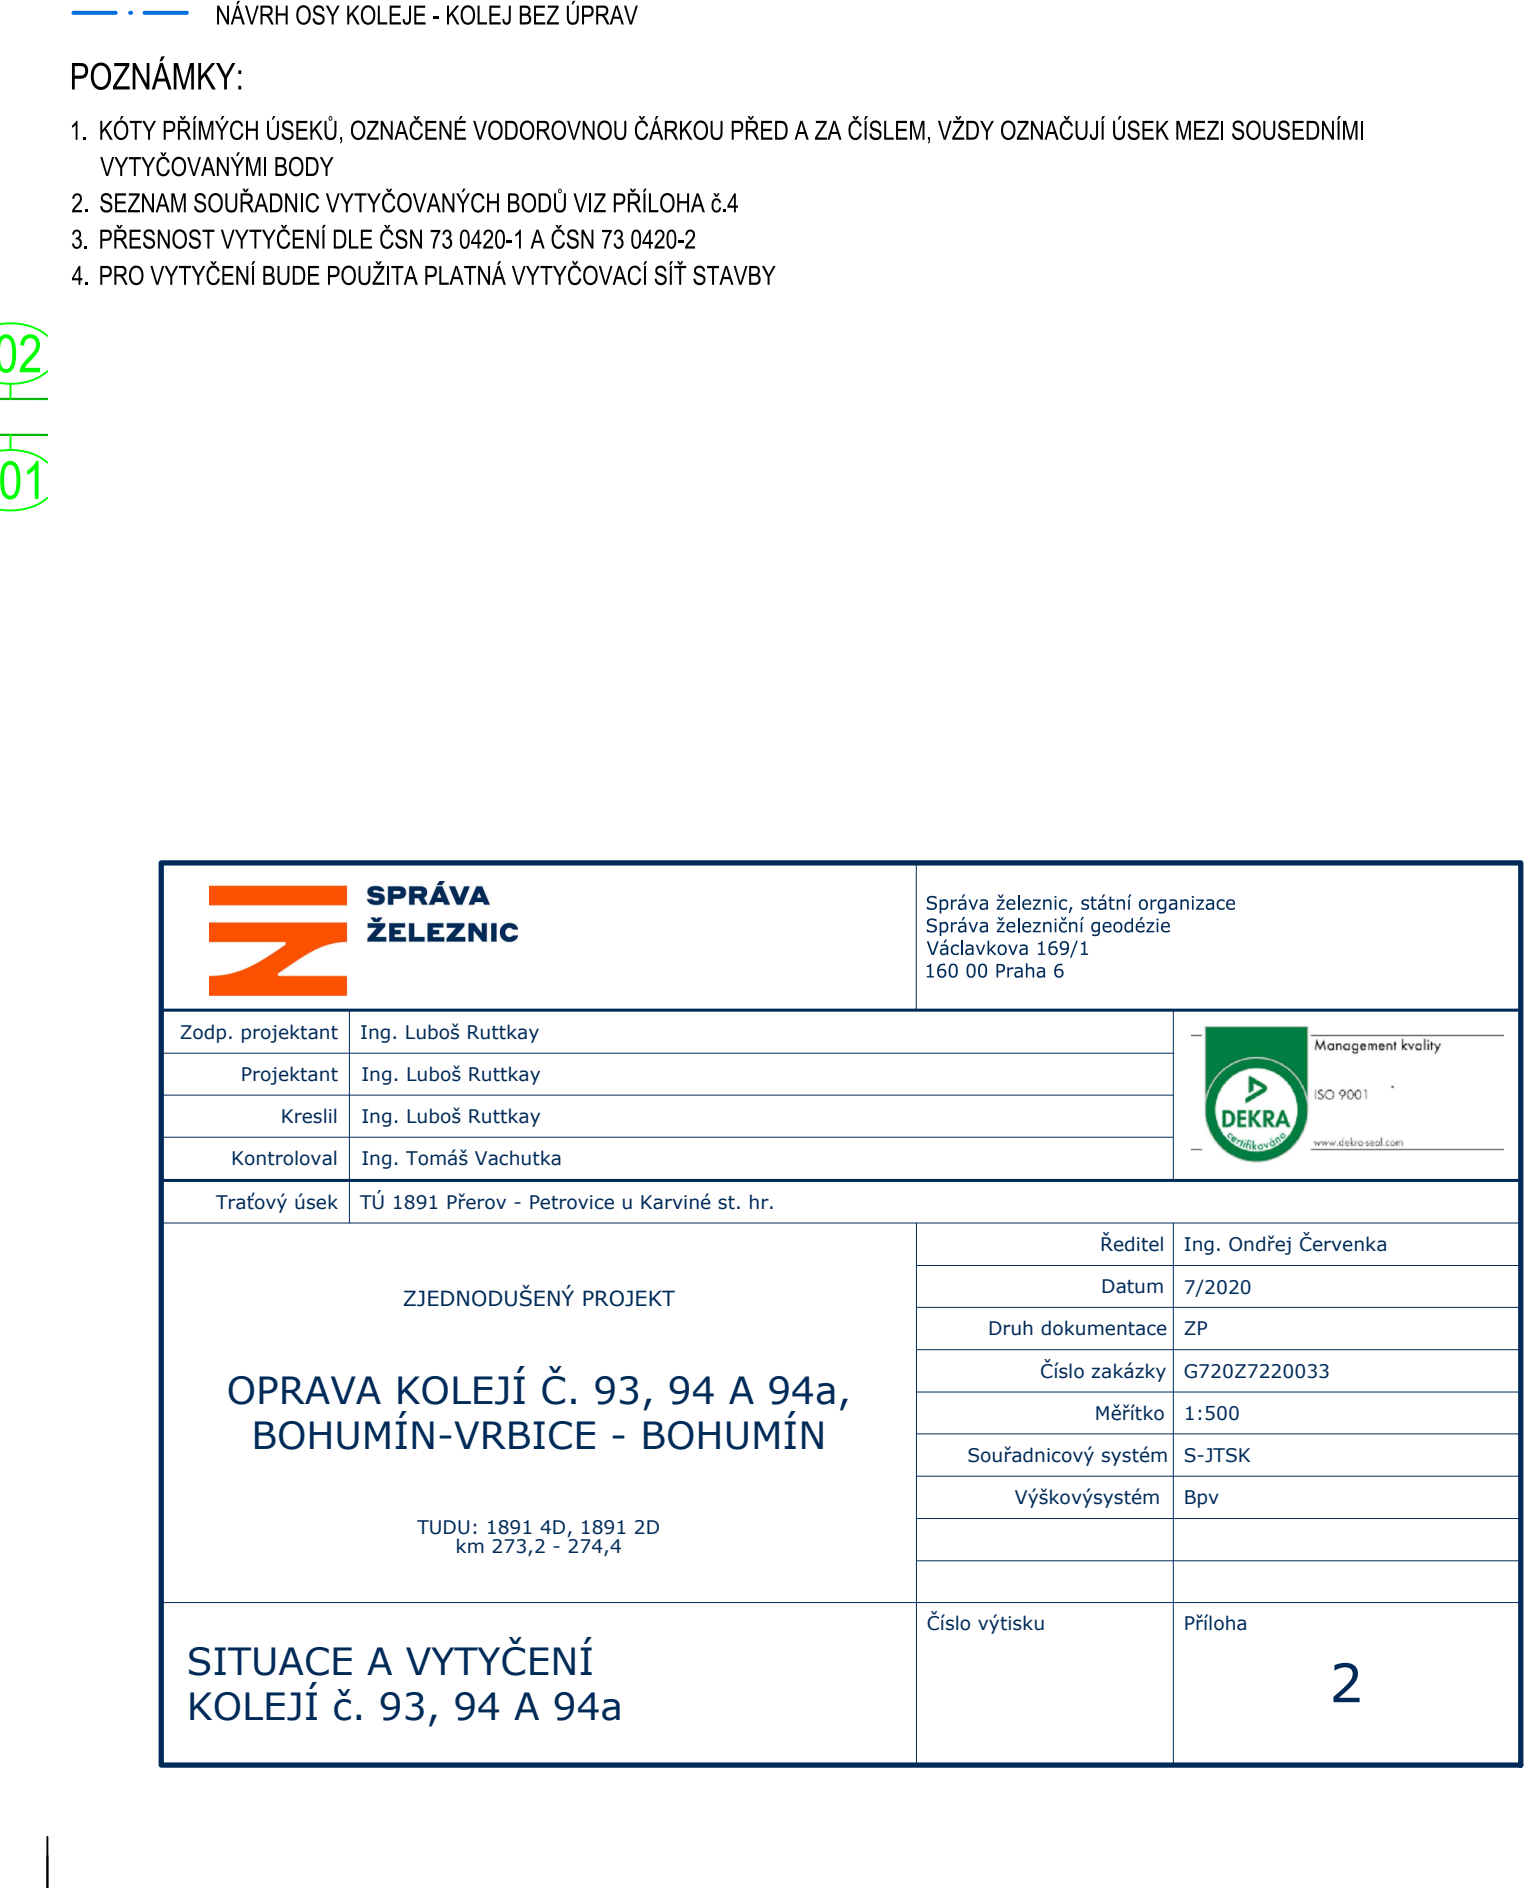 NÁVRH OSY KOLEJE - KOLEJ BEZ ÚPRAV
POZNÁMKY:
1. KÓTY PŘÍMÝCH ÚSEKŮ, OZNAČENÉ VODOROVNOU ČÁRKOU PŘED A ZA ČÍSLEM, VŽDY OZNAČUJÍ ÚSEK MEZI SOUSEDNÍMI
VYTYČOVANÝMI BODY
2. SEZNAM SOUŘADNIC VYTYČOVANÝCH BODŮ VIZ PŘÍLOHA č.4
3. PŘESNOST VYTYČENÍ DLE ČSN 73 0420-1 A ČSN 73 0420-2
4. PRO VYTYČENÍ BUDE POUŽITA PLATNÁ VYTYČOVACÍ SÍŤ STAVBY
02
01
SPRÁVA
ŽELEZNIC
Správa železnic, státní organizace
Správa železniční geodézie
Václavkova 169/1
160 00 Praha 6
Zodp. projektant Ing. Luboš Ruttkay
Projektant Ing. Luboš Ruttkay
Kreslil Ing. Luboš Ruttkay
Kontroloval Ing. Tomáš Vachutka
Management kvality
ISO 9001
DEKRA
certifikováno
www.dekra-seal.com
Traťový úsek TÚ 1891 Přerov - Petrovice u Karviné st. hr.
ZJEDNODUŠENÝ PROJEKT
OPRAVA KOLEJÍ Č. 93, 94 A 94a,
BOHUMÍN-VRBICE - BOHUMÍN
TUDU: 1891 4D, 1891 2D
km 273,2 - 274,4
Ředitel Ing. Ondřej Červenka
Datum 7/2020
Druh dokumentace ZP
Číslo zakázky G720Z7220033
Měřítko 1:500
Souřadnicový systém S-JTSK
Výškovýsystém Bpv
SITUACE A VYTYČENÍ
KOLEJÍ č. 93, 94 A 94a
Číslo výtisku
Příloha
2